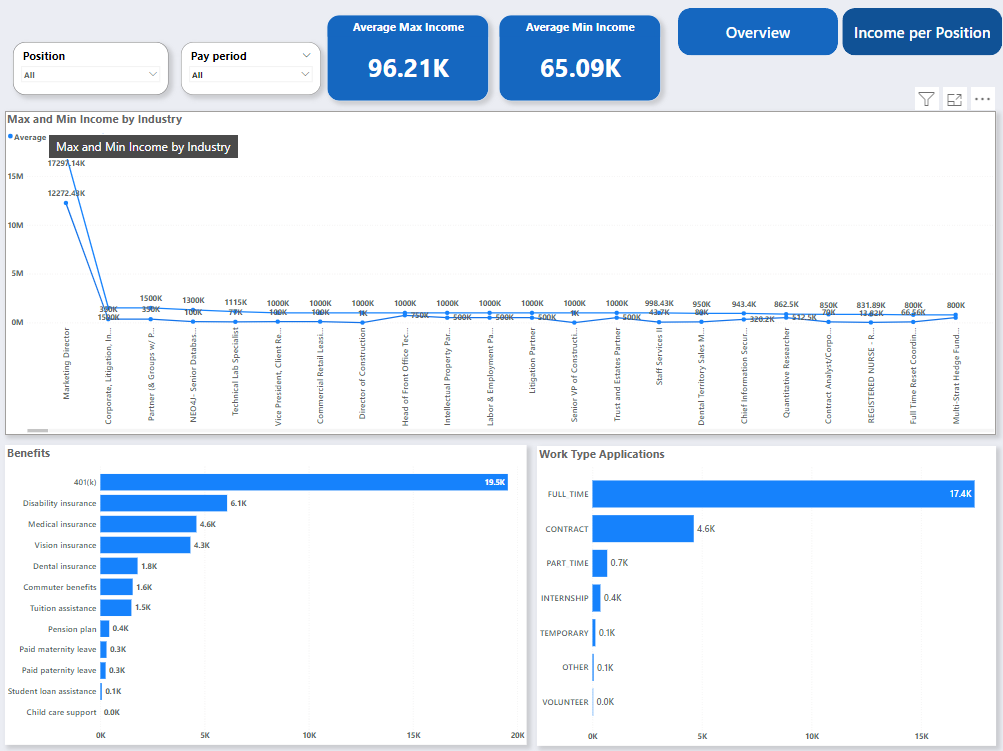 Position
All
Pay period
All
Average Max Income
96.21K
Average Min Income
65.09K
Overview
Income per Position
Max and Min Income by Industry
Average
Max and Min Income by Industry
15M
10M
5M
0M
17297.14K
12272.43K
1500K
1300K
1115K
1000K
1000K
1000K
1000K
1000K
1000K
1000K
1000K
1000K
998.43K
950K
943.4K
862.5K
850K
831.89K
800K
800K
1500K
350K
100K
77K
100K
100K
1K
750K
500K
500K
500K
1K
500K
43.7K
320.2K
312.5K
70K
13.82K
66.56K
Marketing Director
Corporate, Litigation, In...
Partner (& Groups w/ P...
NEO4J- Senior Databas...
Technical Lab Specialist
Vice President, Client Re...
Commercial Retail Leasi...
Director of Construction
Head of Front Office Tec...
Intellectual Property Par...
Labor & Employment Pa...
Litigation Partner
Senior VP of Constructi...
Trust and Estates Partner
Staff Services II
Dental Territory Sales M...
Chief Information Secur...
Quantitative Researcher
Contract Analyst/Corpo...
REGISTERED NURSE - R...
Full Time Reset Coordin...
Multi-Strat Hedge Fund...
Benefits
401(k)
19.5K
Disability insurance
6.1K
Medical insurance
4.6K
Vision insurance
4.3K
Dental insurance
1.8K
Commuter benefits
1.6K
Tuition assistance
1.5K
Pension plan
0.4K
Paid maternity leave
0.3K
Paid paternity leave
0.3K
Student loan assistance
0.1K
Child care support
0.0K
0K
5K
10K
15K
20K
Work Type Applications
FULL TIME
17.4K
CONTRACT
4.6K
PART TIME
0.7K
INTERNSHIP
0.4K
TEMPORARY
0.1K
OTHER
0.1K
VOLUNTEER
0.0K
0K
5K
10K
15K